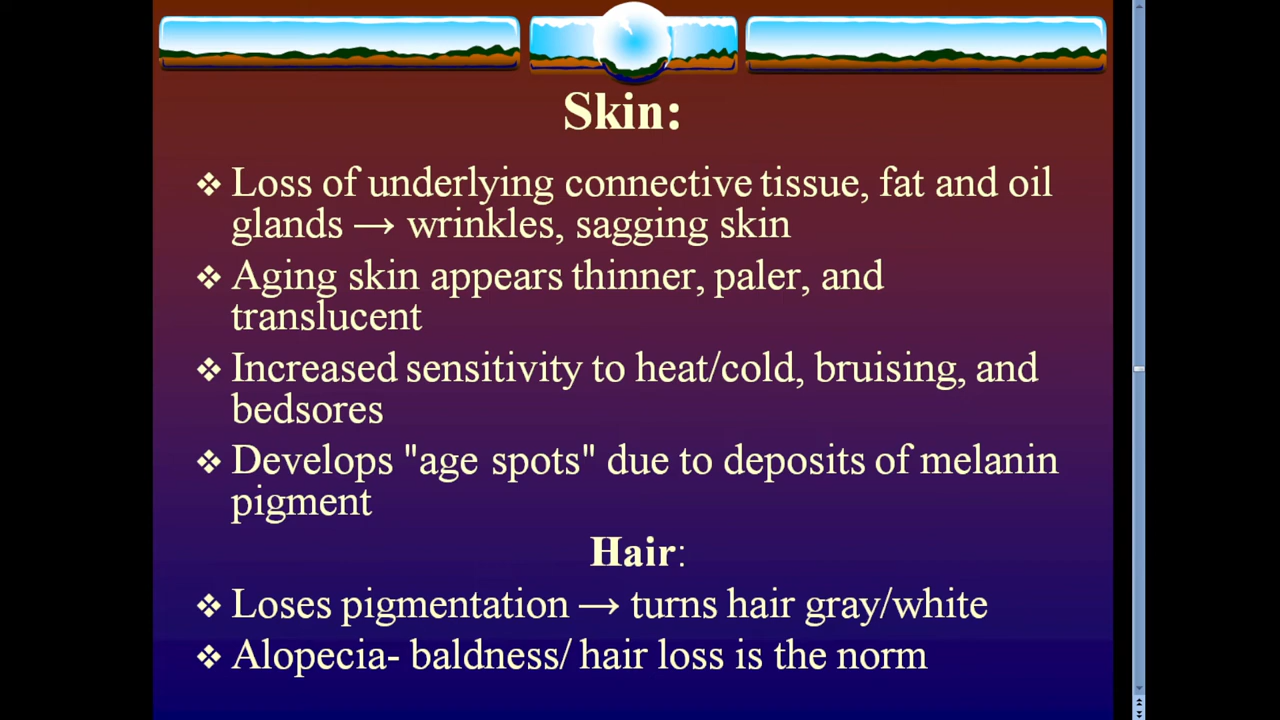 Skin:
❖ Loss of underlying connective tissue, fat and oil
glands → wrinkles, sagging skin
❖ Aging skin appears thinner, paler, and
translucent
❖ Increased sensitivity to heat/cold, bruising, and
bedsores
❖ Develops "age spots" due to deposits of melanin
pigment
Hair:
❖ Loses pigmentation → turns hair gray/white
❖ Alopecia- baldness/ hair loss is the norm